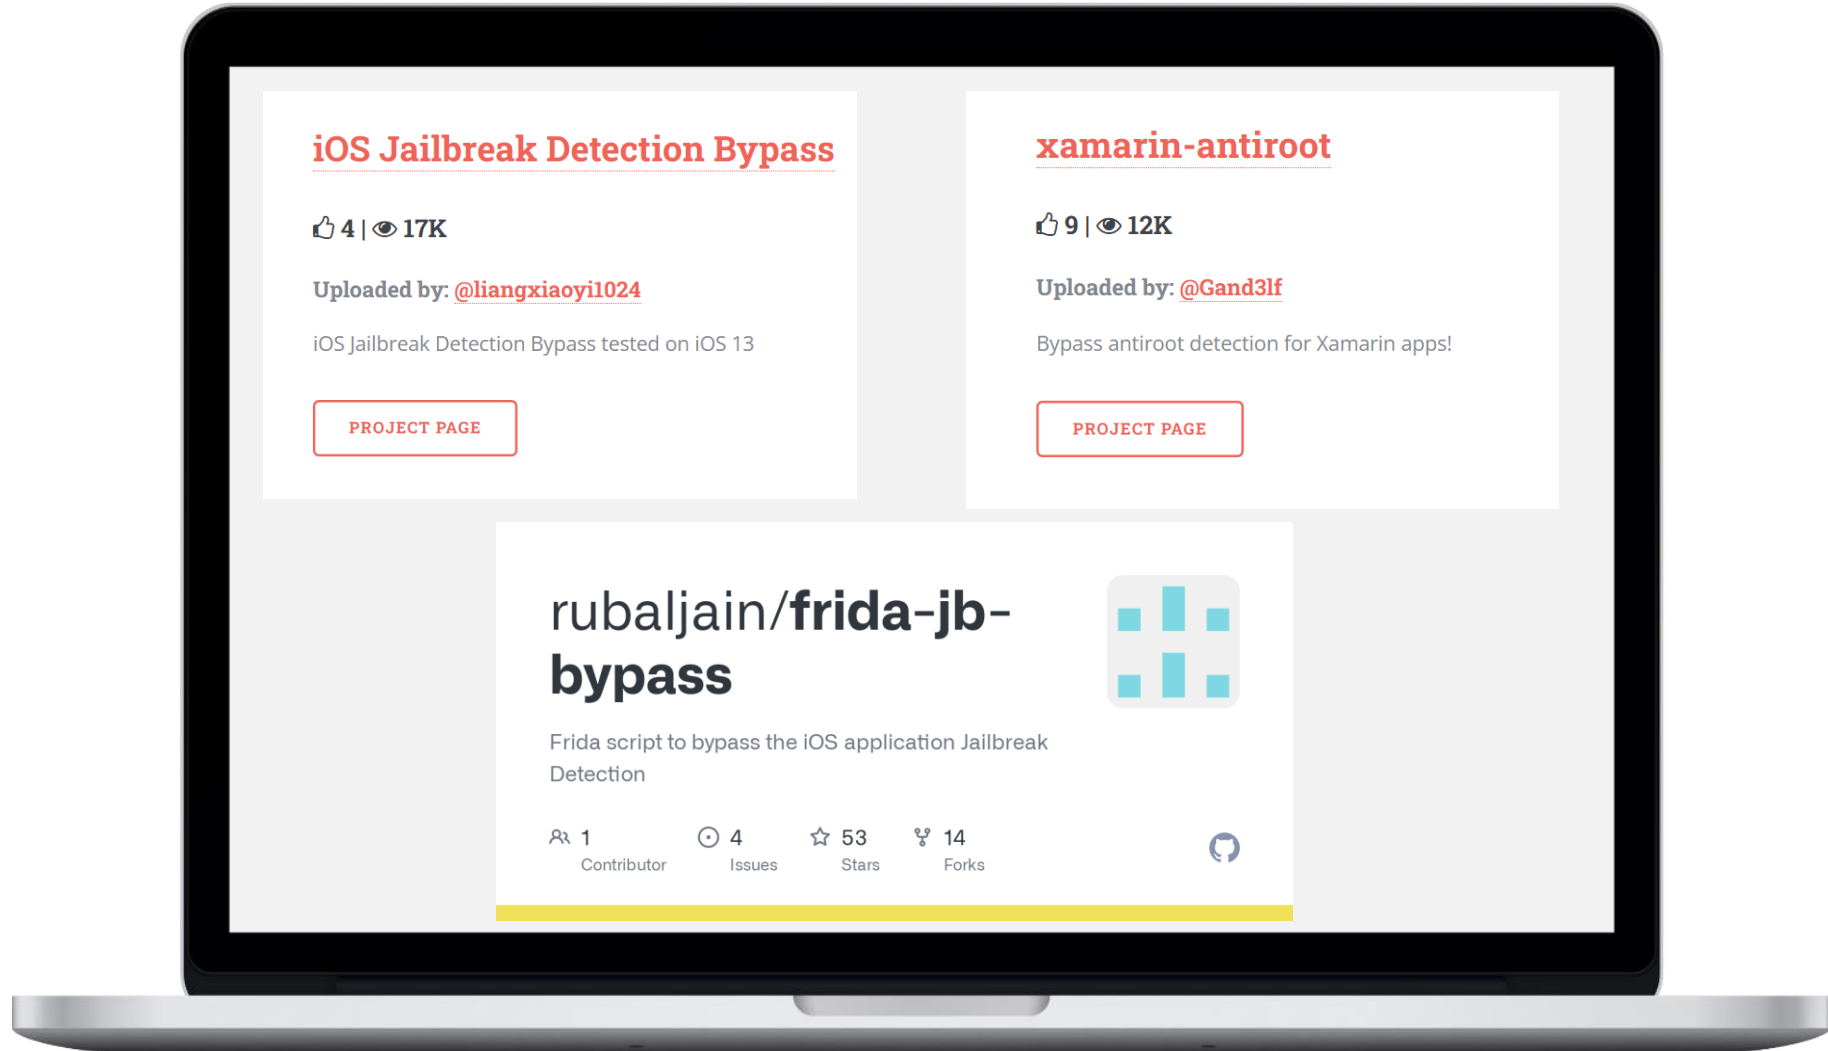 iOS Jailbreak Detection Bypass
4 | 17K
Uploaded by: @liangxiaoyi1024
iOS Jailbreak Detection Bypass tested on iOS 13
PROJECT PAGE
xamarin-antiroot
9 | 12K
Uploaded by: @Gand3lf
Bypass antiroot detection for Xamarin apps!
PROJECT PAGE
rubaljain/frida-jb-
bypass
Frida script to bypass the iOS application Jailbreak
Detection
1 4 53 14
Contributor Issues Stars Forks